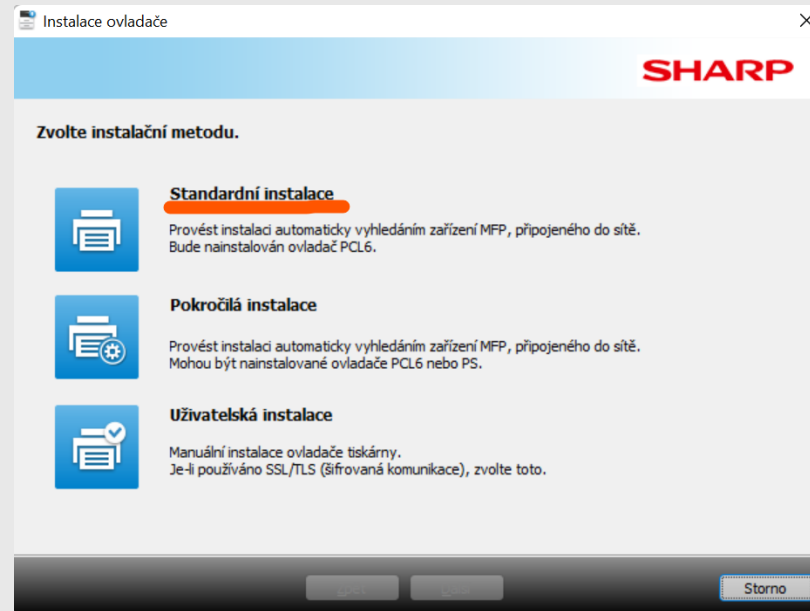 Instalace ovladače
SHARP
Zvolte instalační metodu.
Standardní instalace
Provést instalaci automaticky vyhledáním zařízení MFP, připojeného do sítě.
Bude nainstalován ovladač PCL6.
Pokročilá instalace
Provést instalaci automaticky vyhledáním zařízení MFP, připojeného do sítě.
Mohou být nainstalované ovladače PCL6 nebo PS.
Uživatelská instalace
Manuální instalace ovladače tiskárny.
Je-li používáno SSL/TLS (šifrovaná komunikace), zvolte toto.
Storno